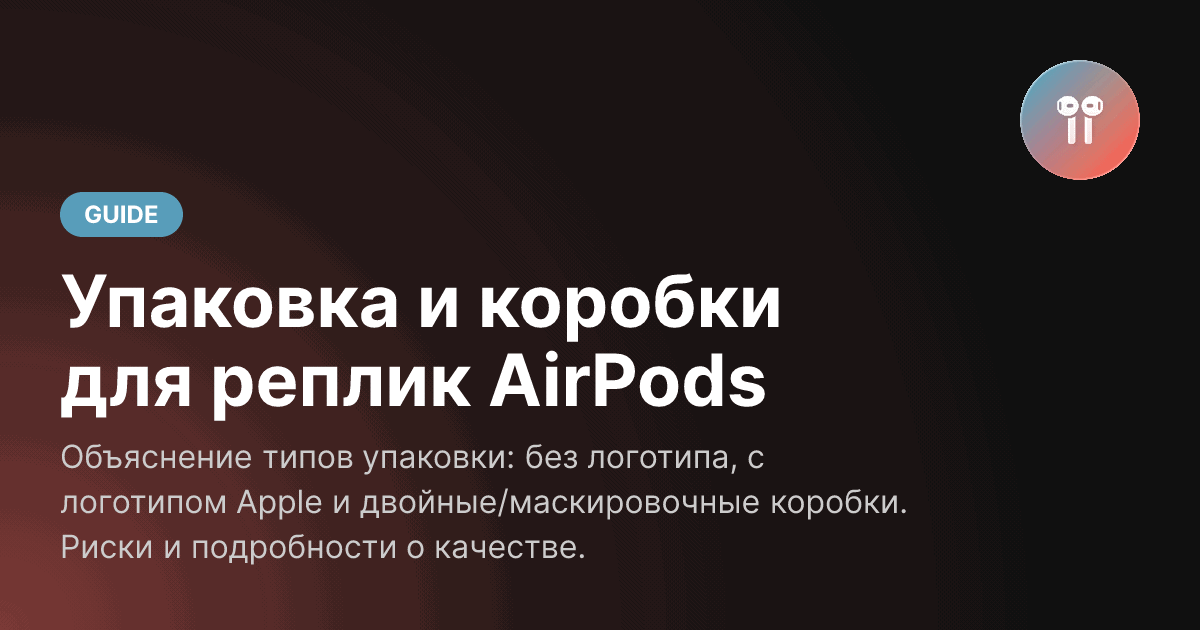 GUIDE
Упаковка и коробки
для реплик AirPods
Объяснение типов упаковки: без логотипа, с
логотипом Apple и двойные/маскировочные коробки.
Риски и подробности о качестве.